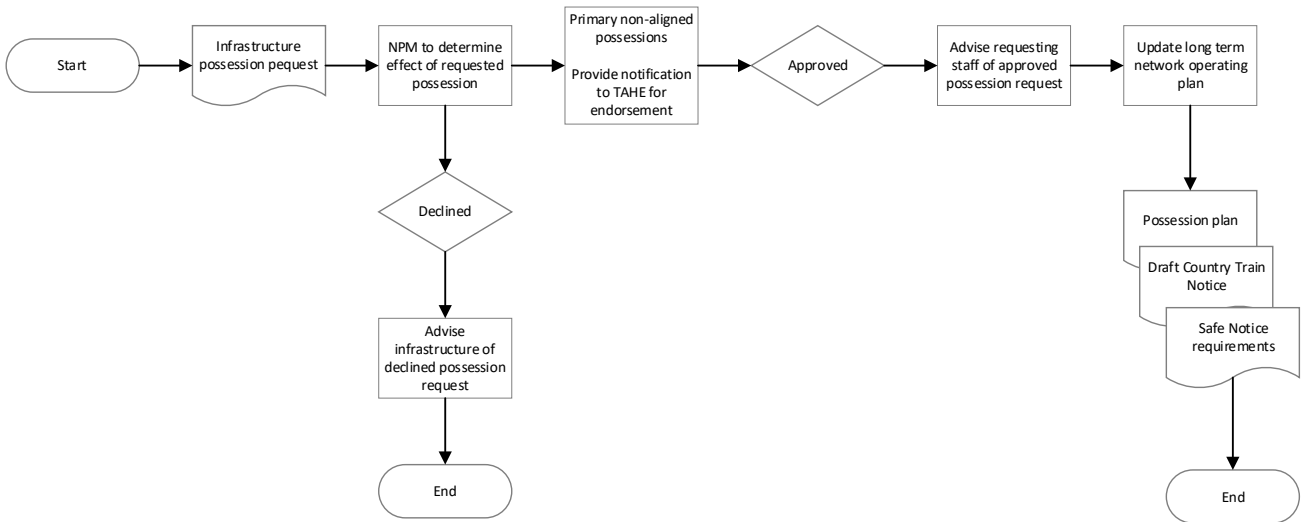 Start
Infrastructure
possession pequest
NPM to determine
effect of requested
possession
Primary non-aligned
possessions
Provide notification
to TAHE for
endorsement
Approved
Advise requesting
staff of approved
possession request
Update long term
network operating
plan
Declined
Advise
infrastructure of
declined possession
request
End
Possession plan
Draft Country Train
Notice
Safe Notice
requirements
End